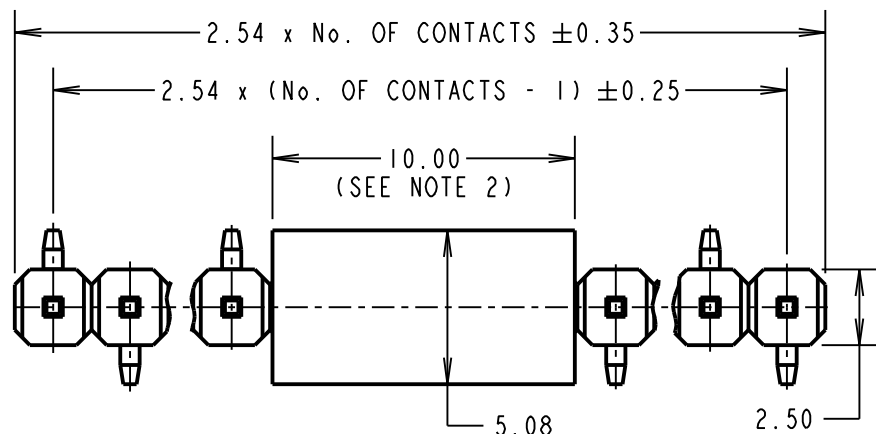 2.54 x No. OF CONTACTS ±0.35
2.54 x (No. OF CONTACTS - 1) ±0.25
10.00
(SEE NOTE 2)
5.08
2.50